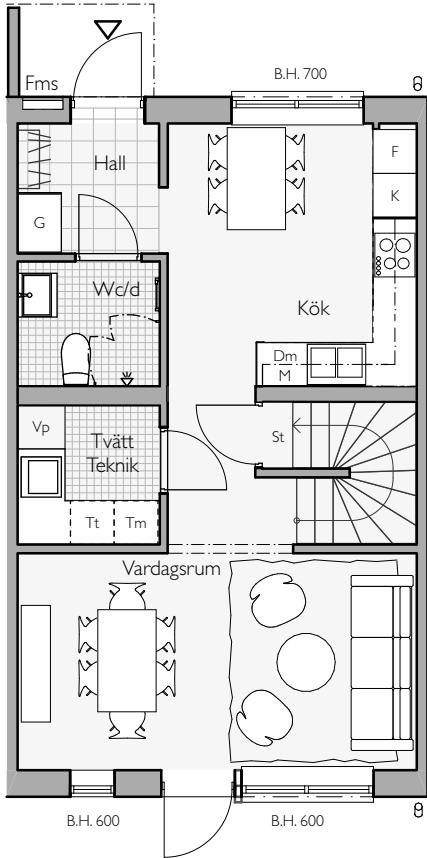 B.H. 700
Fms
Hall
F
K
G
Wc/d
Kök
Dm
M
Vp
Tvätt
Teknik
St
Tt
Tm
Vardagsrum
B.H. 600
B.H. 600